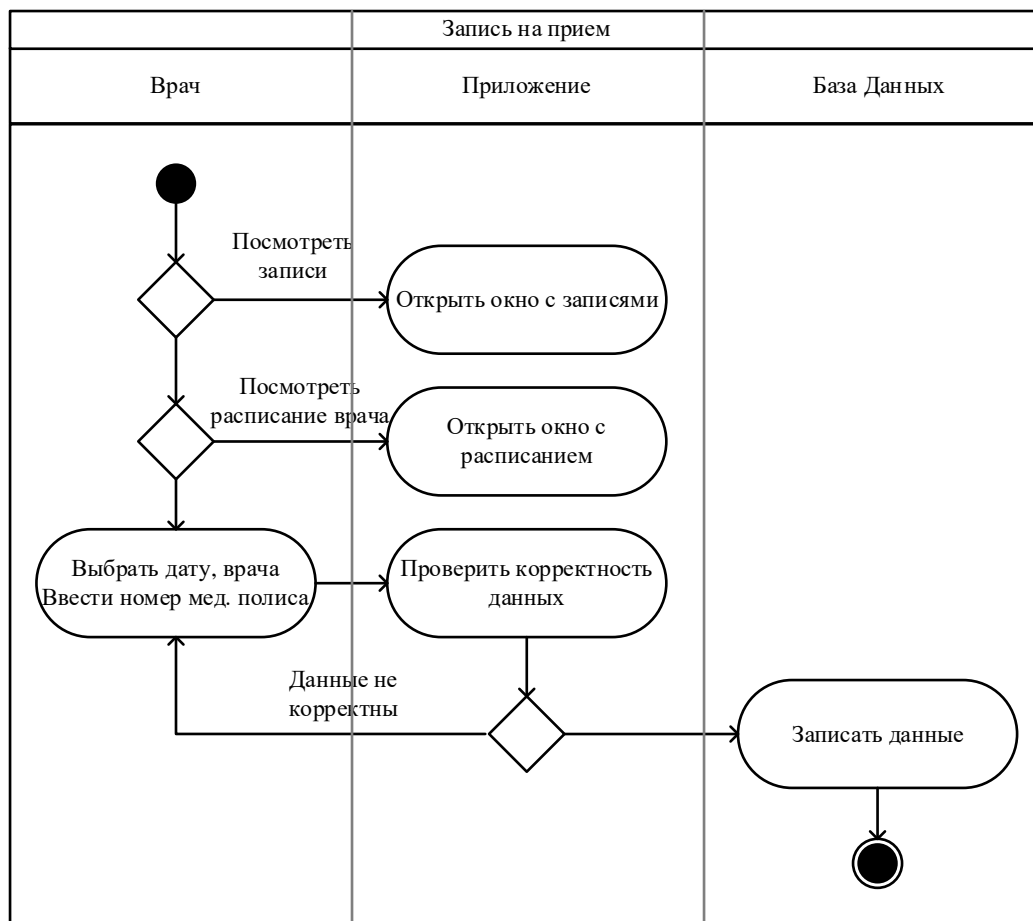 Запись на прием
Врач
Приложение
База Данных
Посмотреть
записи
Открыть окно с записями
Посмотреть
расписание врача
Открыть окно с
расписанием
Выбрать дату, врача
Ввести номер мед. полиса
Проверить корректность
данных
Данные не
корректны
Записать данные